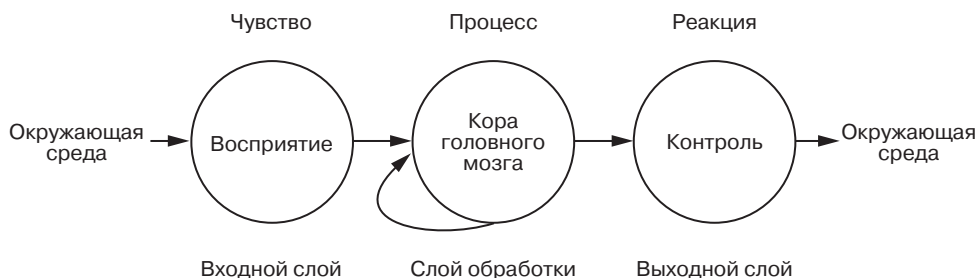 Чувство
Процесс
Реакция
Окружающая
среда
Восприятие
Кора
головного
мозга
Контроль
Окружающая
среда
Входной слой
Слой обработки
Выходной слой